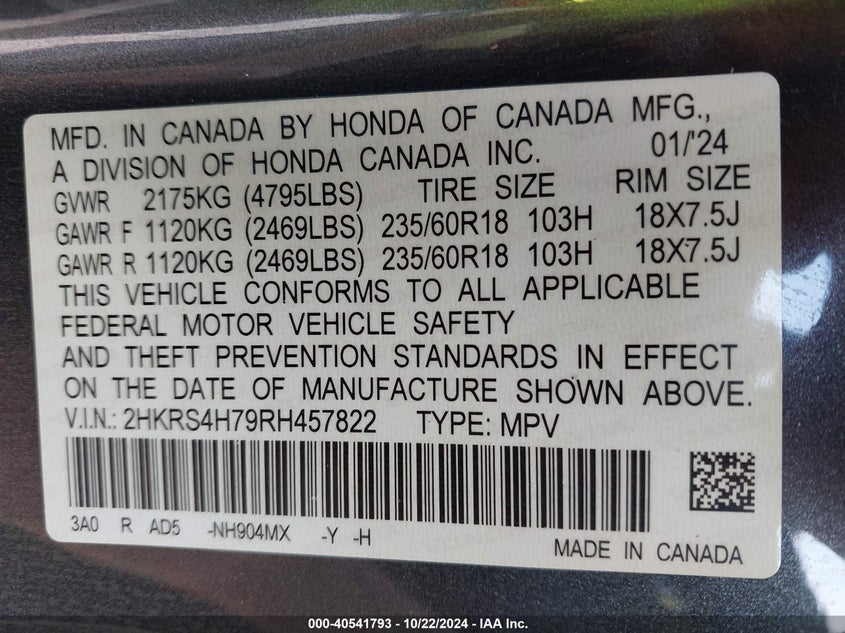 MFD. IN CANADA BY HONDA OF CANADA MFG.,
A DIVISION OF HONDA CANADA INC. 01/'24
GVWR 2175KG (4795LBS) TIRE SIZE RIM SIZE
GAWR F 1120KG (2469LBS) 235/60R18 103H 18X7.5J
GAWR R 1120KG (2469LBS) 235/60R18 103H 18X7.5J
THIS VEHICLE CONFORMS TO ALL APPLICABLE
FEDERAL MOTOR VEHICLE SAFETY
AND THEFT PREVENTION STANDARDS IN EFFECT
ON THE DATE OF MANUFACTURE SHOWN ABOVE.
V.I.N.: 2HKRS4H79RH457822 TYPE: MPV
3A0 R AD5 -NH904MX -Y -H
MADE IN CANADA
000-40541793 - 10/22/2024 - IAA Inc.